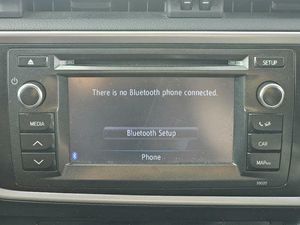 SETUP
There is no Bluetooth phone connected.
MEDIA
Bluetooth Setup
CAR
Phone
MAP